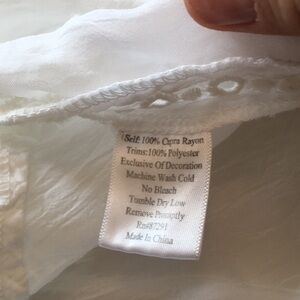 Self: 100% Cupra Rayon
Trims: 100% Polyester
Exclusive Of Decoration
Machine Wash Cold
No Bleach
Tumble Dry Low
Remove Promptly
Rn#87291
Made In China